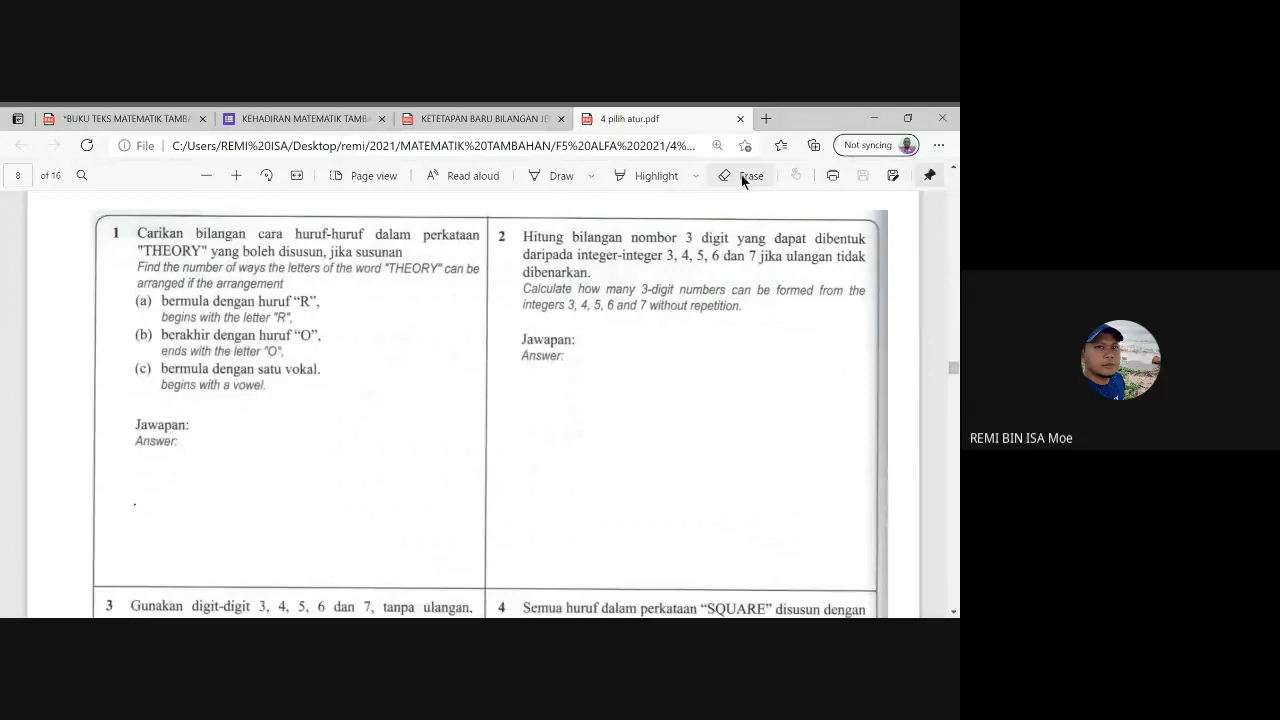 *BUKU TEKS MATEMATIK TAMBA
KEHADIRAN MATEMATIK TAMB
KETETAPAN BARU BILANGAN JE
4 pilih atur.pdf
File
C:/Users/REMI%20ISA/Desktop/remi/2021/MATEMATIK%20TAMBAHAN/F5%20ALFA%202021/4%...
Not syncing
8 of 16
Page view
Read aloud
Draw
Highlight
Erase
1 Carikan bilangan cara huruf-huruf dalam perkataan
"THEORY" yang boleh disusun, jika susunan
Find the number of ways the letters of the word "THEORY" can be
arranged if the arrangement
(a) bermula dengan huruf “R”,
begins with the letter "R",
(b) berakhir dengan huruf “O”,
ends with the letter "O",
(c) bermula dengan satu vokal.
begins with a vowel.
Jawapan:
Answer:
2 Hitung bilangan nombor 3 digit yang dapat dibentuk
daripada integer-integer 3, 4, 5, 6 dan 7 jika ulangan tidak
dibenarkan.
Calculate how many 3-digit numbers can be formed from the
integers 3, 4, 5, 6 and 7 without repetition.
Jawapan:
Answer:
3 Gunakan digit-digit 3, 4, 5, 6 dan 7, tanpa ulangan.
4 Semua huruf dalam perkataan “SQUARE” disusun dengan
REMI BIN ISA Moe